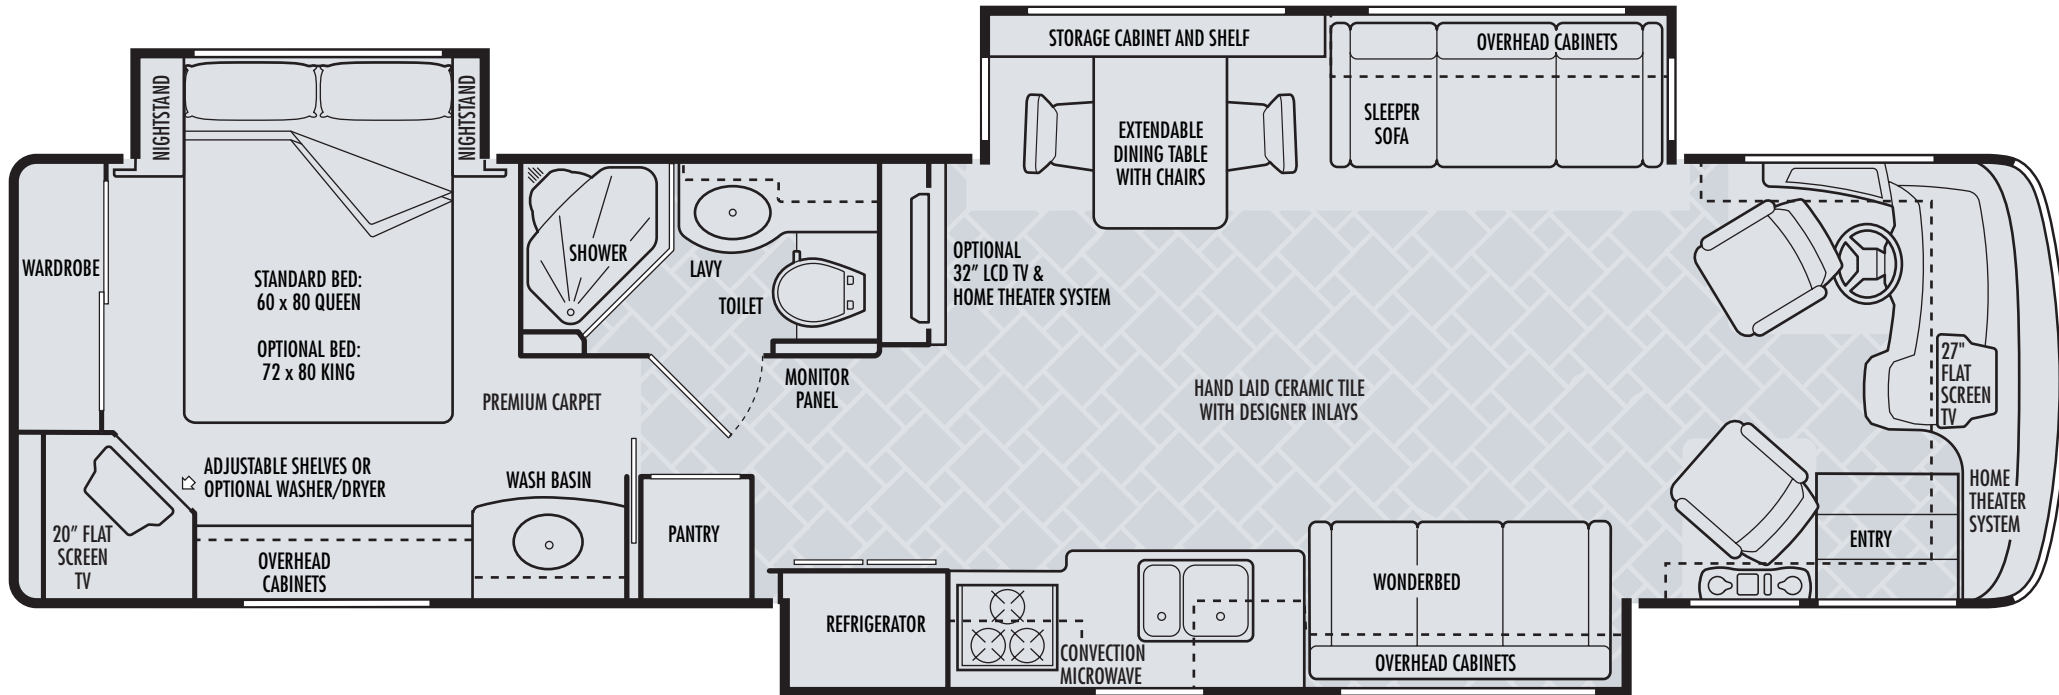 STORAGE CABINET AND SHELF
OVERHEAD CABINETS
NIGHTSTAND
NIGHTSTAND
SLEEPER
SOFA
EXTENDABLE
DINING TABLE
WITH CHAIRS
WARDROBE
STANDARD BED:
60 x 80 QUEEN
OPTIONAL BED:
72 x 80 KING
SHOWER
LAVY
TOILET
OPTIONAL
32" LCD TV &
HOME THEATER SYSTEM
MONITOR
PANEL
PREMIUM CARPET
HAND LAID CERAMIC TILE
WITH DESIGNER INLAYS
27"
FLAT
SCREEN
TV
ADJUSTABLE SHELVES OR
OPTIONAL WASHER/DRYER
WASH BASIN
HOME
THEATER
SYSTEM
20" FLAT
SCREEN
TV
OVERHEAD
CABINETS
PANTRY
ENTRY
REFRIGERATOR
WONDERBED
CONVECTION
MICROWAVE
OVERHEAD CABINETS